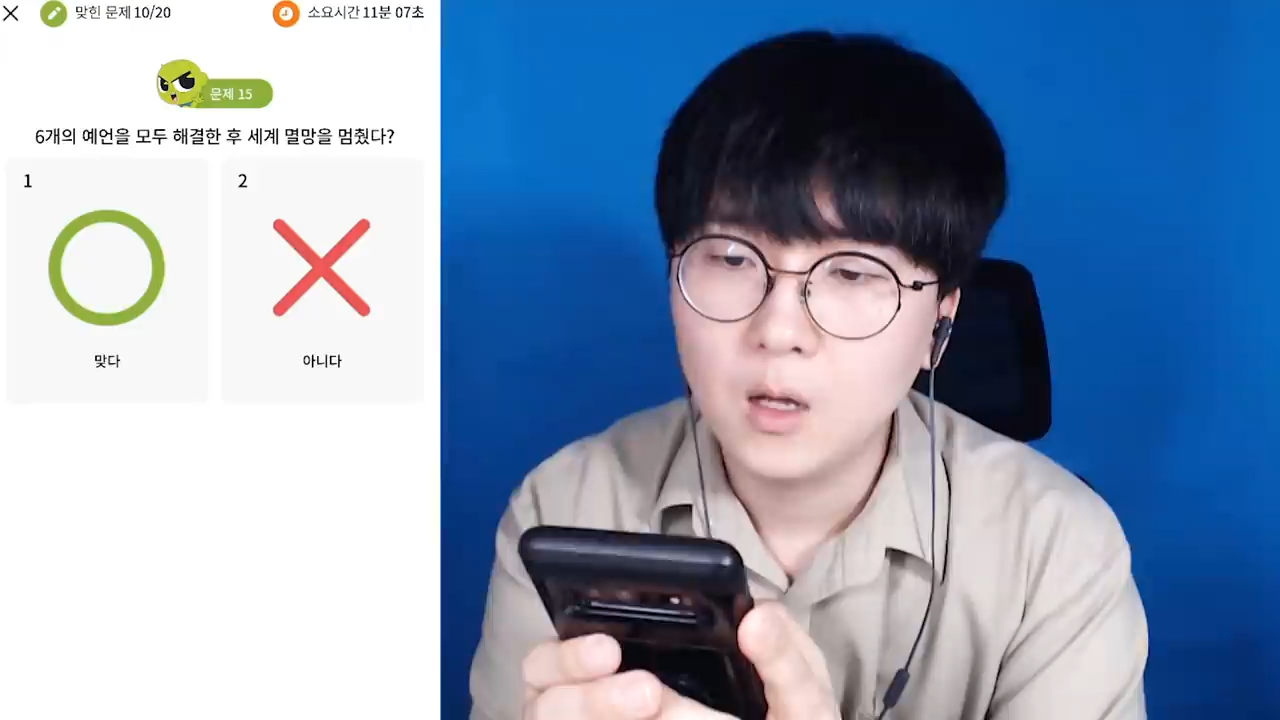 맞힌 문제 10/20
소요시간 11분 07초
문제 15
6개의 예언을 모두 해결한 후 세계 멸망을 멈췄다?
1
2
맞다
아니다